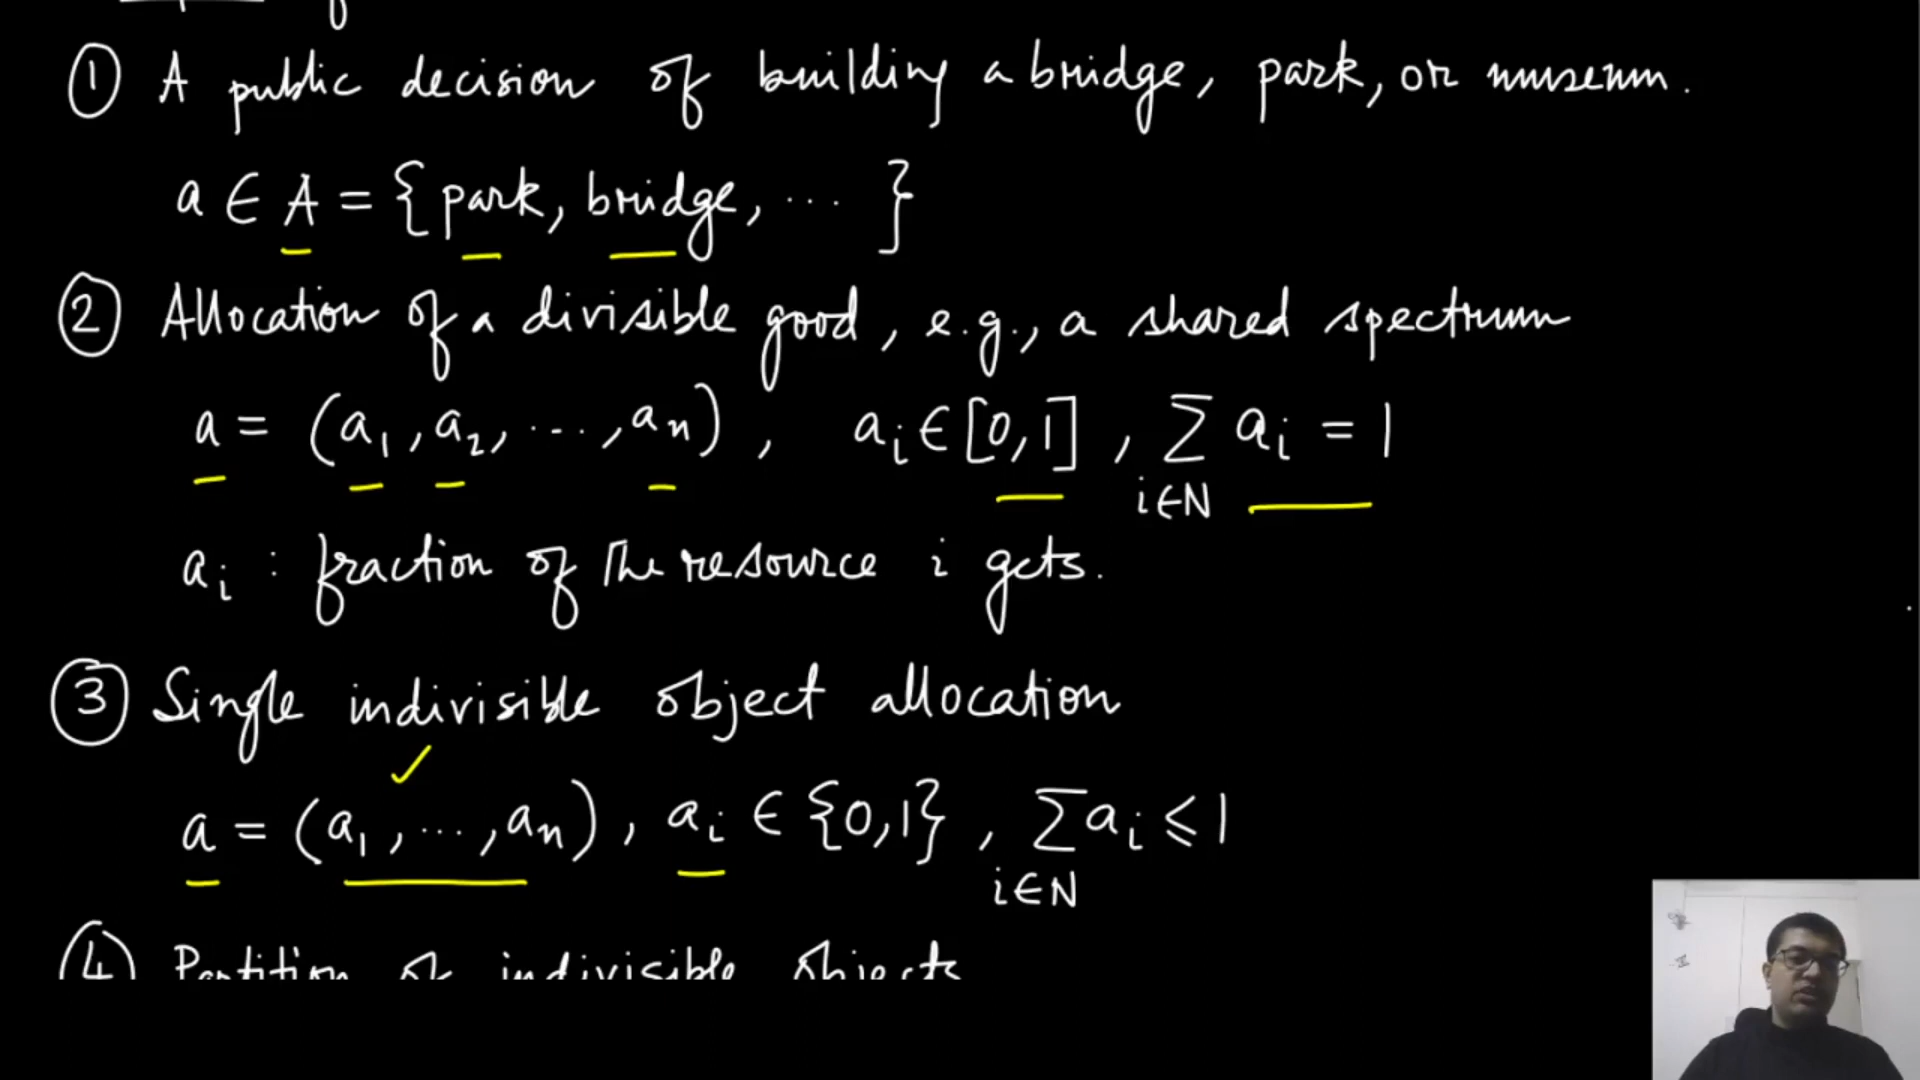 ① A public decision of building a bridge, park, or museum.
a ∈ A = {park, bridge, ... }
② Allocation of a divisible good, e.g., a shared spectrum
a = (a₁, a₂, ..., aₙ), aᵢ ∈ [0,1], ∑ aᵢ = 1
i∈N
aᵢ : fraction of the resource i gets.
③ Single indivisible object allocation
a = (a₁, ..., aₙ), aᵢ ∈ {0,1}, ∑ aᵢ ⩽ 1
i∈N
④ Partition of indivisible objects